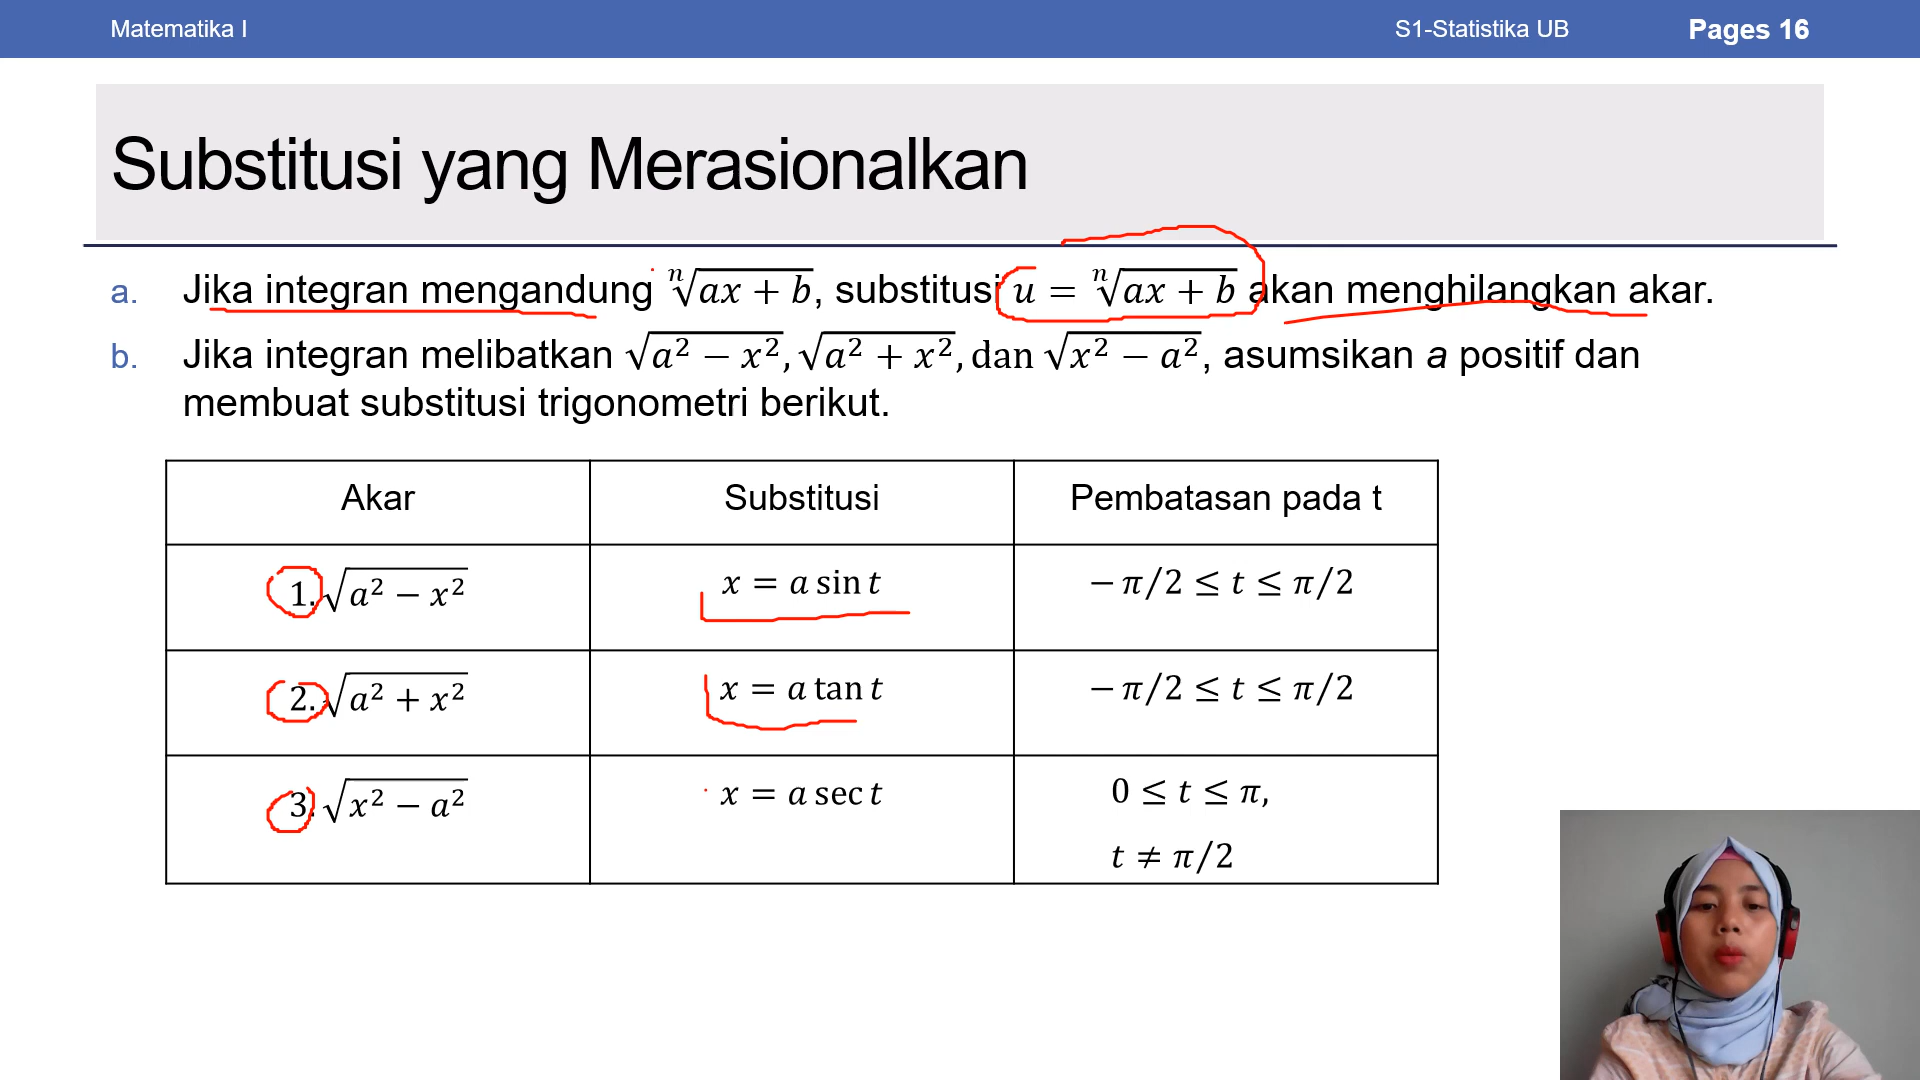 Matematika I
S1-Statistika UB
Pages 16
Substitusi yang Merasionalkan
a. Jika integran mengandung ⁿ√(ax + b), substitusi u = ⁿ√(ax + b) akan menghilangkan akar.
b. Jika integran melibatkan √(a² − x²), √(a² + x²), dan √(x² − a²), asumsikan a positif dan
membuat substitusi trigonometri berikut.
Akar Substitusi Pembatasan pada t
1. √(a² − x²) x = a sin t −π/2 ≤ t ≤ π/2
2. √(a² + x²) x = a tan t −π/2 ≤ t ≤ π/2
3. √(x² − a²) x = a sec t 0 ≤ t ≤ π,
t ≠ π/2